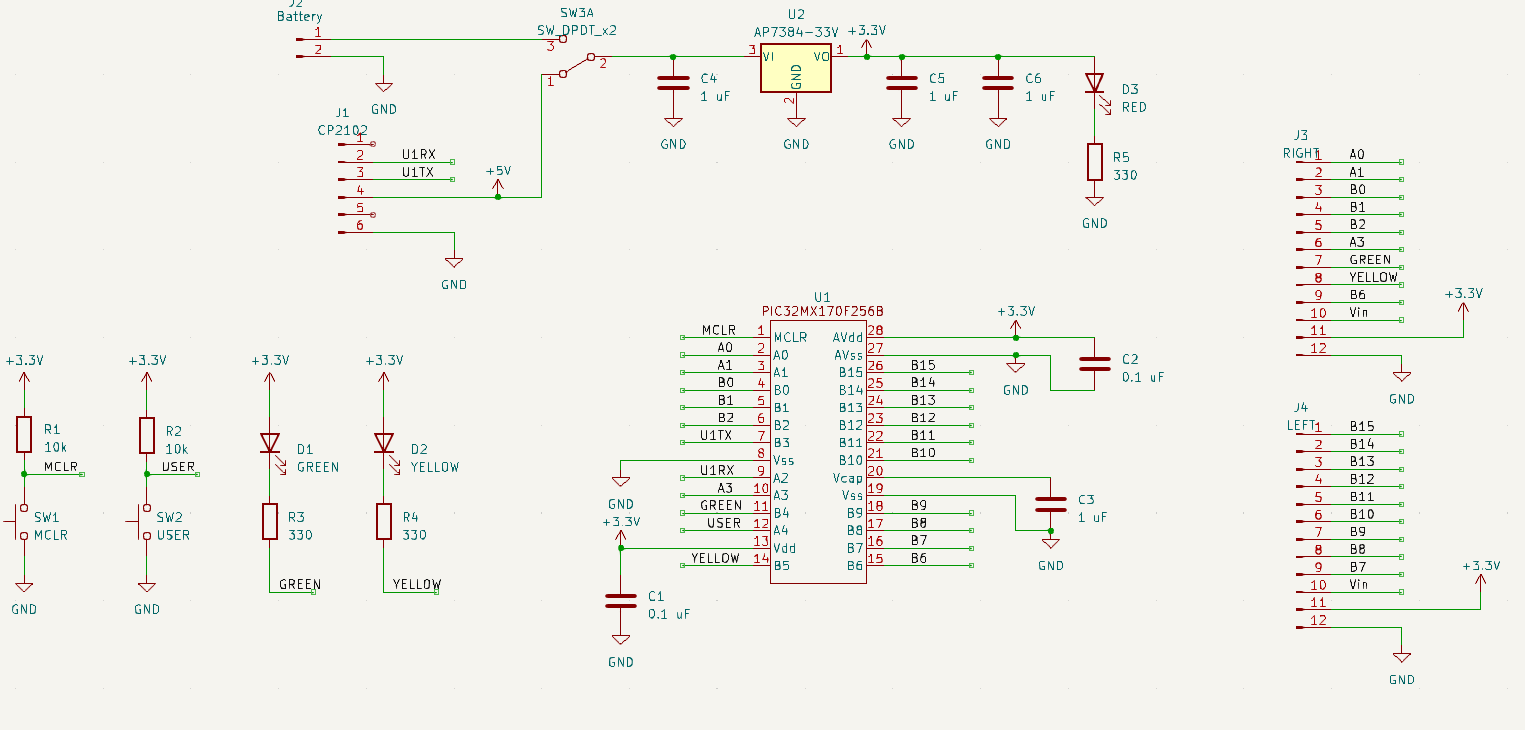 J2
Battery
1
2
GND
SW3A
SW_DPDT_x2
3
2
1
C4
1 uF
GND
U2
AP7384-33V
3
VI
VO
1
GND
2
GND
+3.3V
C5
1 uF
GND
C6
1 uF
GND
D3
RED
R5
330
GND
J1
CP2102
1
2
U1RX
3
U1TX
4
+5V
5
6
GND
+3.3V
R1
10k
MCLR
SW1
MCLR
GND
+3.3V
R2
10k
USER
SW2
USER
GND
+3.3V
D1
GREEN
R3
330
GREEN
+3.3V
D2
YELLOW
R4
330
YELLOW
U1
PIC32MX170F256B
MCLR 1 MCLR
A0 2 A0
A1 3 A1
B0 4 B0
B1 5 B1
B2 6 B2
U1TX 7 B3
8 Vss
U1RX 9 A2
A3 10 A3
GREEN 11 B4
USER 12 A4
13 Vdd
YELLOW 14 B5
GND
+3.3V
C1
0.1 uF
GND
AVdd 28
AVss 27
B15 26 B15
B14 25 B14
B13 24 B13
B12 23 B12
B11 22 B11
B10 21 B10
Vcap 20
Vss 19
B9 18 B9
B8 17 B8
B7 16 B7
B6 15 B6
+3.3V
GND
C2
0.1 uF
C3
1 uF
GND
J3
RIGHT
1 A0
2 A1
3 B0
4 B1
5 B2
6 A3
7 GREEN
8 YELLOW
9 B6
10 Vin
11
12
+3.3V
GND
J4
LEFT
1 B15
2 B14
3 B13
4 B12
5 B11
6 B10
7 B9
8 B8
9 B7
10 Vin
11
12
+3.3V
GND